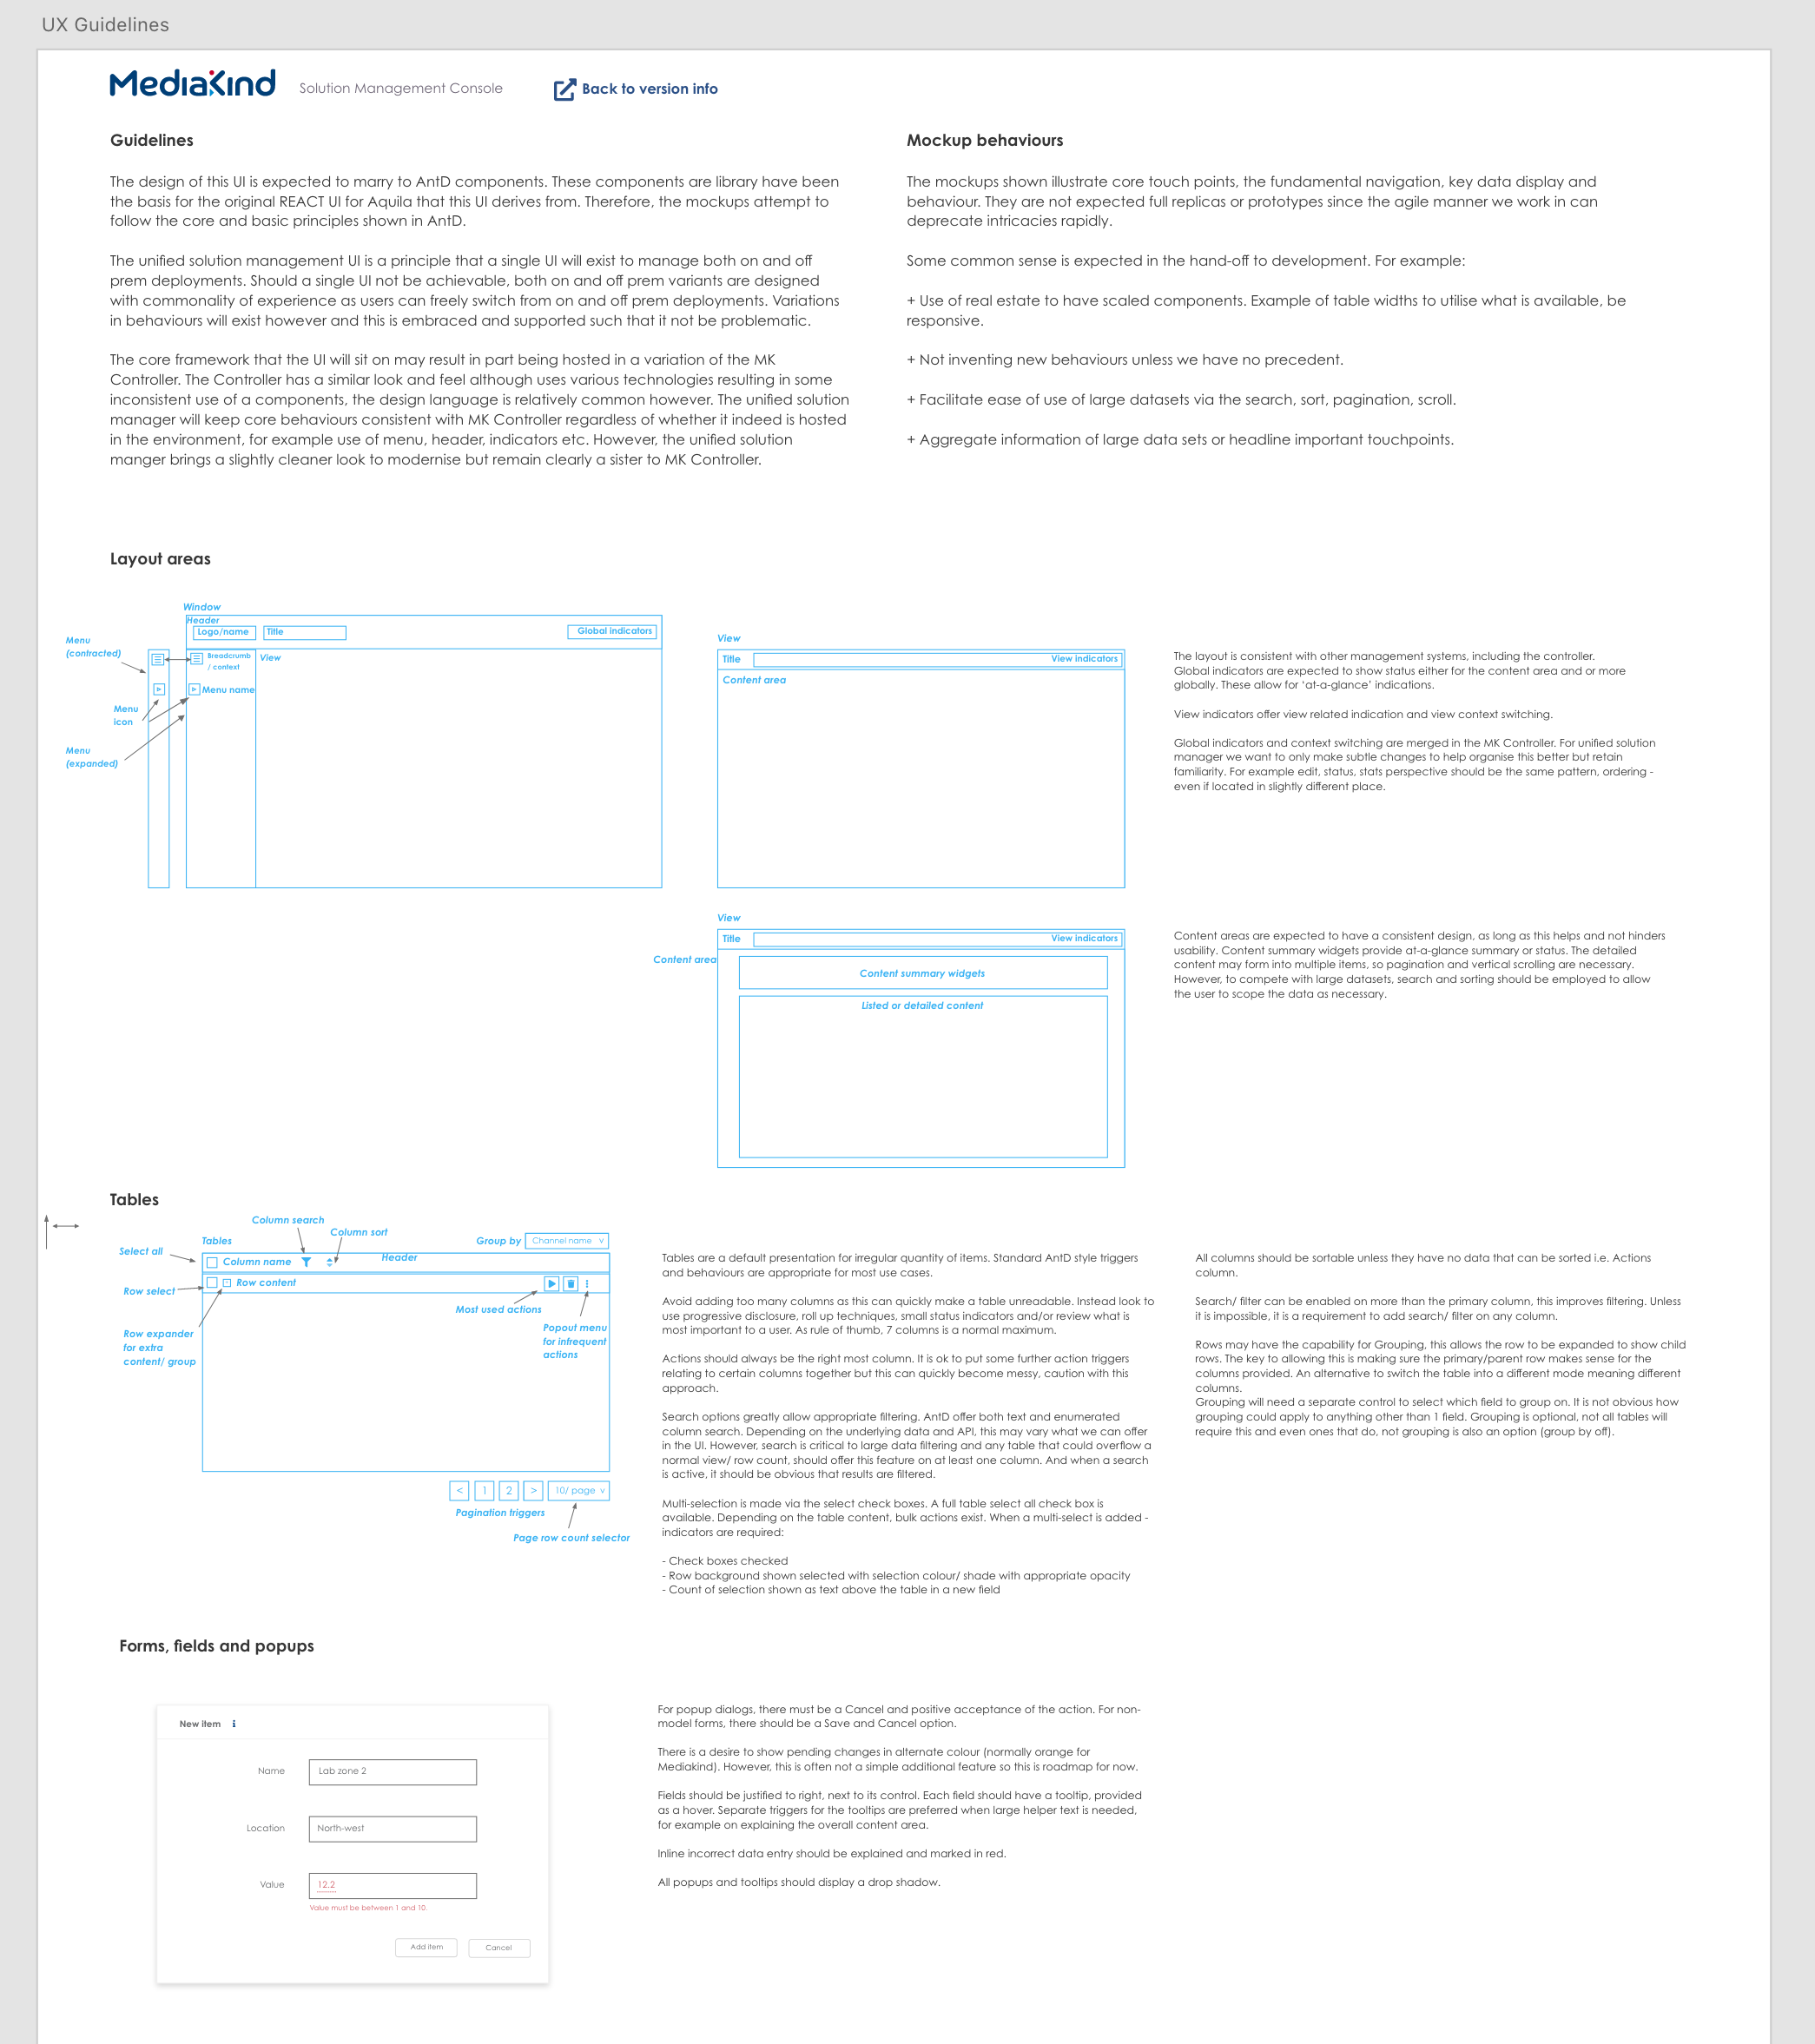 UX Guidelines
MediaKind
Solution Management Console
Back to version info
Guidelines
The design of this UI is expected to marry to AntD components. These components are library have been
the basis for the original REACT UI for Aquila that this UI derives from. Therefore, the mockups attempt to
follow the core and basic principles shown in AntD.
The unified solution management UI is a principle that a single UI will exist to manage both on and off
prem deployments. Should a single UI not be achievable, both on and off prem variants are designed
with commonality of experience as users can freely switch from on and off prem deployments. Variations
in behaviours will exist however and this is embraced and supported such that it not be problematic.
The core framework that the UI will sit on may result in part being hosted in a variation of the MK
Controller. The Controller has a similar look and feel although uses various technologies resulting in some
inconsistent use of a components, the design language is relatively common however. The unified solution
manager will keep core behaviours consistent with MK Controller regardless of whether it indeed is hosted
in the environment, for example use of menu, header, indicators etc. However, the unified solution
manger brings a slightly cleaner look to modernise but remain clearly a sister to MK Controller.
Mockup behaviours
The mockups shown illustrate core touch points, the fundamental navigation, key data display and
behaviour. They are not expected full replicas or prototypes since the agile manner we work in can
deprecate intricacies rapidly.
Some common sense is expected in the hand-off to development. For example:
+ Use of real estate to have scaled components. Example of table widths to utilise what is available, be
responsive.
+ Not inventing new behaviours unless we have no precedent.
+ Facilitate ease of use of large datasets via the search, sort, pagination, scroll.
+ Aggregate information of large data sets or headline important touchpoints.
Layout areas
Window
Header
Logo/name
Title
Global indicators
Menu
(contracted)
Breadcrumb
/ context
View
Menu name
Menu
icon
Menu
(expanded)
View
Title
View indicators
Content area
The layout is consistent with other management systems, including the controller.
Global indicators are expected to show status either for the content area and or more
globally. These allow for ‘at-a-glance’ indications.
View indicators offer view related indication and view context switching.
Global indicators and context switching are merged in the MK Controller. For unified solution
manager we want to only make subtle changes to help organise this better but retain
familiarity. For example edit, status, stats perspective should be the same pattern, ordering -
even if located in slightly different place.
View
Title
View indicators
Content area
Content summary widgets
Listed or detailed content
Content areas are expected to have a consistent design, as long as this helps and not hinders
usability. Content summary widgets provide at-a-glance summary or status. The detailed
content may form into multiple items, so pagination and vertical scrolling are necessary.
However, to compete with large datasets, search and sorting should be employed to allow
the user to scope the data as necessary.
Tables
Column search
Column sort
Tables
Group by
Channel name v
Select all
Column name
Header
Row select
Row content
Most used actions
Row expander
for extra
content/ group
Popout menu
for infrequent
actions
< 1 2 > 10/ page v
Pagination triggers
Page row count selector
Tables are a default presentation for irregular quantity of items. Standard AntD style triggers
and behaviours are appropriate for most use cases.
Avoid adding too many columns as this can quickly make a table unreadable. Instead look to
use progressive disclosure, roll up techniques, small status indicators and/or review what is
most important to a user. As rule of thumb, 7 columns is a normal maximum.
Actions should always be the right most column. It is ok to put some further action triggers
relating to certain columns together but this can quickly become messy, caution with this
approach.
Search options greatly allow appropriate filtering. AntD offer both text and enumerated
column search. Depending on the underlying data and API, this may vary what we can offer
in the UI. However, search is critical to large data filtering and any table that could overflow a
normal view/ row count, should offer this feature on at least one column. And when a search
is active, it should be obvious that results are filtered.
Multi-selection is made via the select check boxes. A full table select all check box is
available. Depending on the table content, bulk actions exist. When a multi-select is added -
indicators are required:
- Check boxes checked
- Row background shown selected with selection colour/ shade with appropriate opacity
- Count of selection shown as text above the table in a new field
All columns should be sortable unless they have no data that can be sorted i.e. Actions
column.
Search/ filter can be enabled on more than the primary column, this improves filtering. Unless
it is impossible, it is a requirement to add search/ filter on any column.
Rows may have the capability for Grouping, this allows the row to be expanded to show child
rows. The key to allowing this is making sure the primary/parent row makes sense for the
columns provided. An alternative to switch the table into a different mode meaning different
columns.
Grouping will need a separate control to select which field to group on. It is not obvious how
grouping could apply to anything other than 1 field. Grouping is optional, not all tables will
require this and even ones that do, not grouping is also an option (group by off).
Forms, fields and popups
New item i
Name
Lab zone 2
Location
North-west
Value
12.2
Value must be between 1 and 10.
Add item
Cancel
For popup dialogs, there must be a Cancel and positive acceptance of the action. For non-
model forms, there should be a Save and Cancel option.
There is a desire to show pending changes in alternate colour (normally orange for
Mediakind). However, this is often not a simple additional feature so this is roadmap for now.
Fields should be justified to right, next to its control. Each field should have a tooltip, provided
as a hover. Separate triggers for the tooltips are preferred when large helper text is needed,
for example on explaining the overall content area.
Inline incorrect data entry should be explained and marked in red.
All popups and tooltips should display a drop shadow.